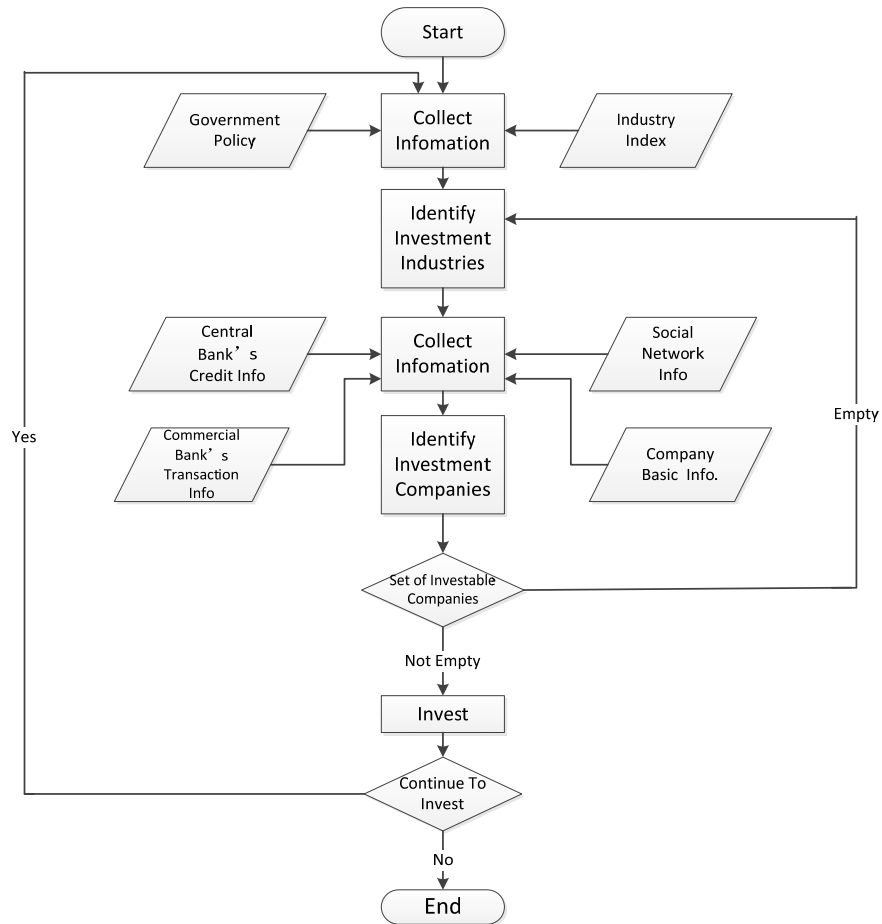 Start
Government
Policy
Collect
Infomation
Industry
Index
Identify
Investment
Industries
Central
Bank’s
Credit Info
Collect
Infomation
Social
Network
Info
Empty
Yes
Commercial
Bank’s
Transaction
Info
Identify
Investment
Companies
Company
Basic Info.
Set of Investable
Companies
Not Empty
Invest
Continue To
Invest
No
End